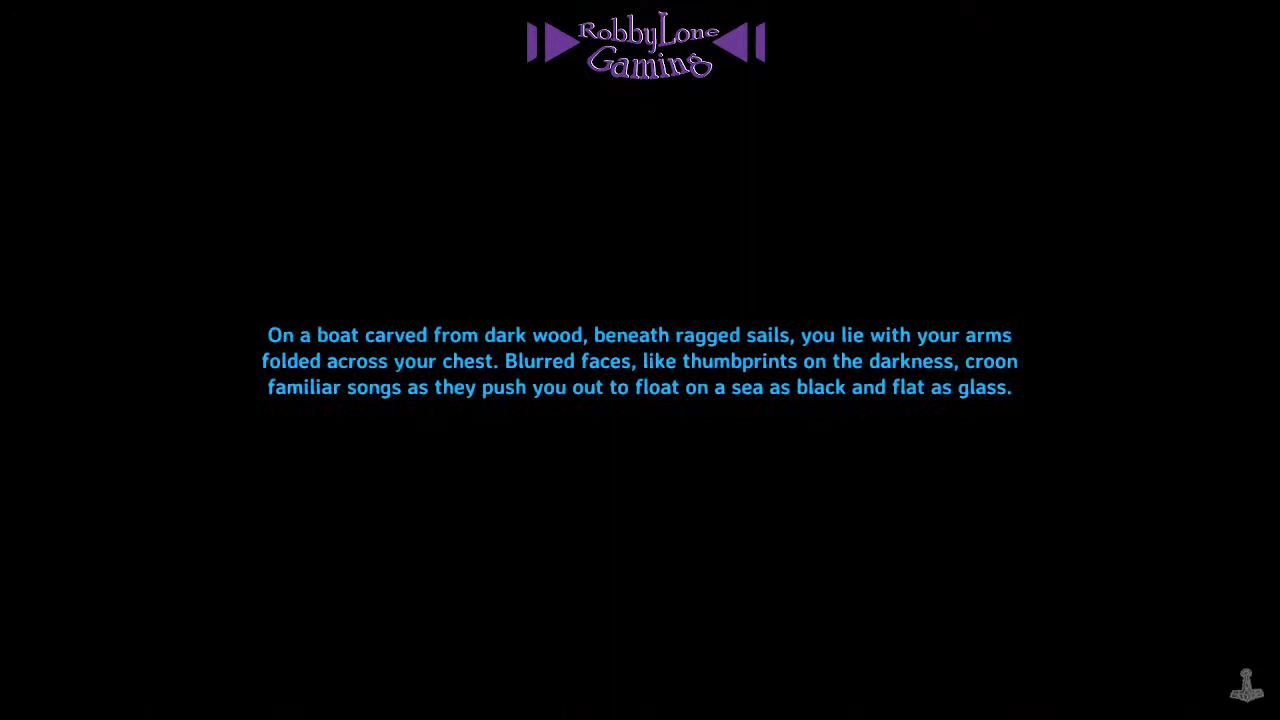 RobbyLone
Gaming
On a boat carved from dark wood, beneath ragged sails, you lie with your arms
folded across your chest. Blurred faces, like thumbprints on the darkness, croon
familiar songs as they push you out to float on a sea as black and flat as glass.